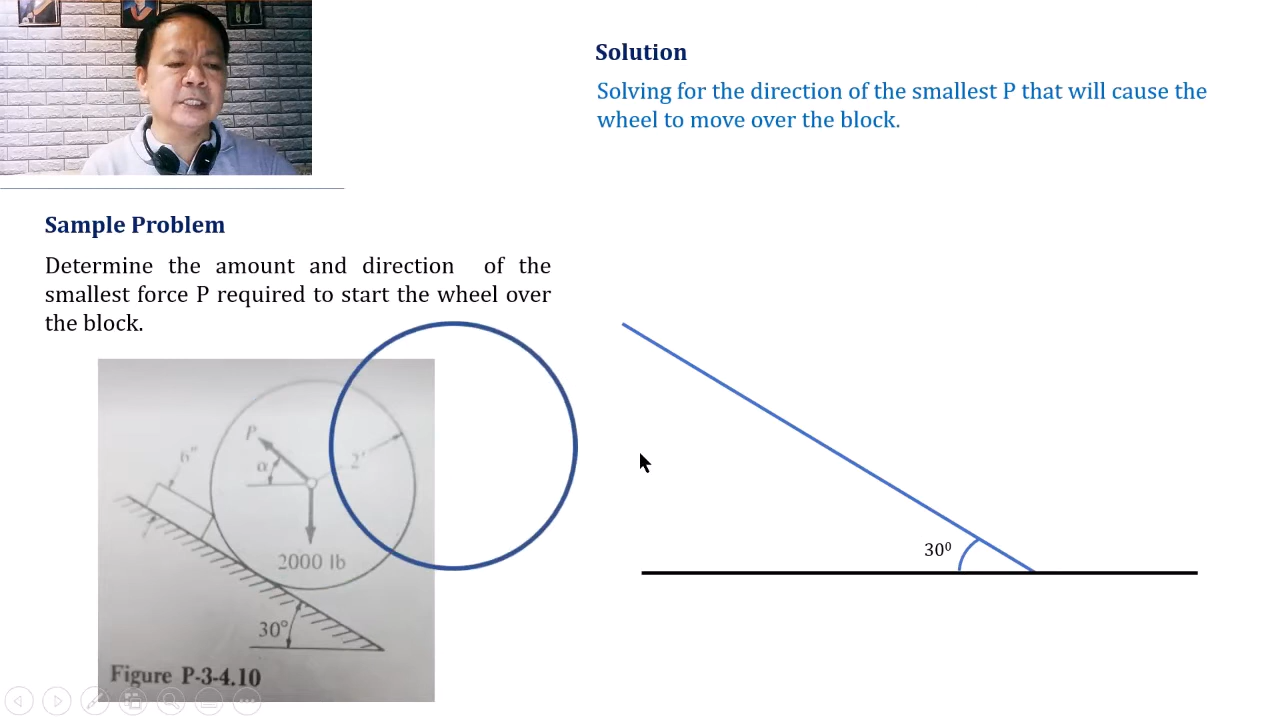 Solution
Solving for the direction of the smallest P that will cause the
wheel to move over the block.
Sample Problem
Determine the amount and direction of the
smallest force P required to start the wheel over
the block.
P
6"
α
2'
2000 lb
30°
Figure P-3-4.10
30⁰